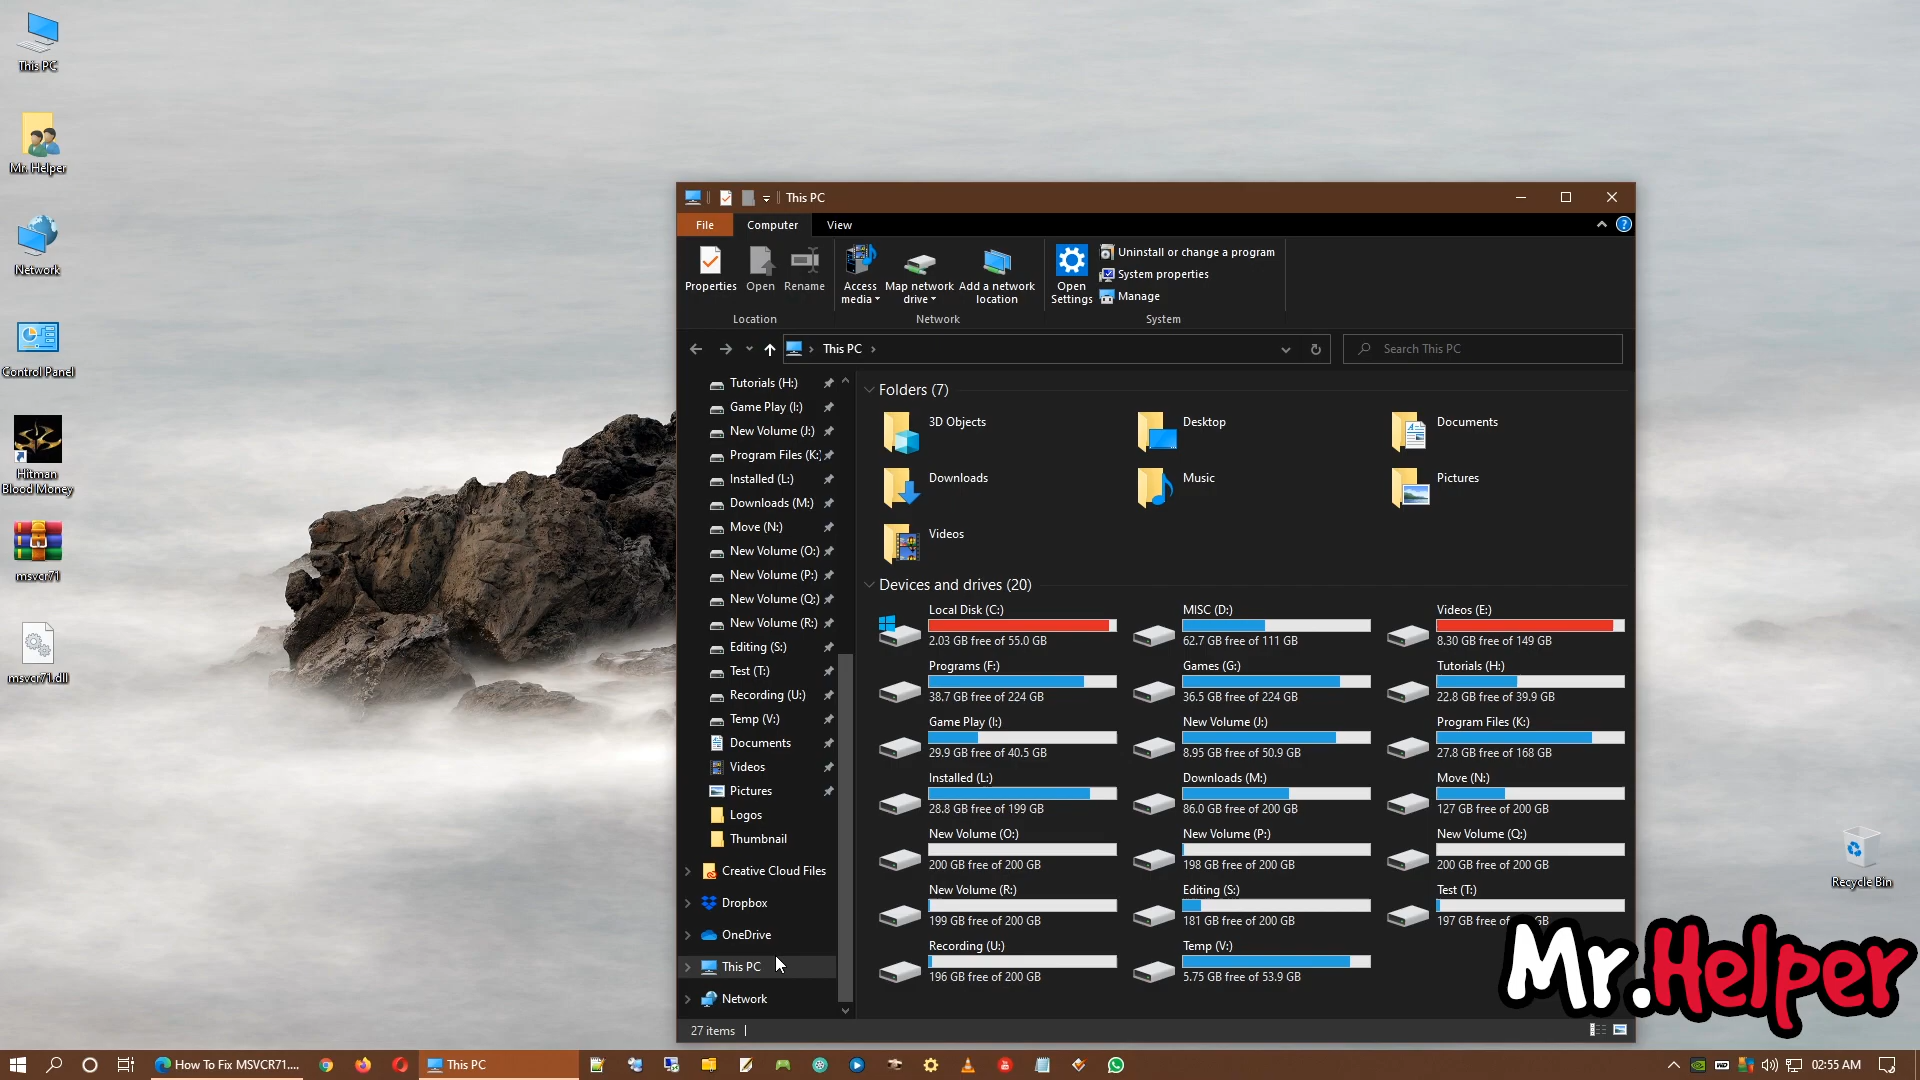 This PC
Mr. Helper
Network
Control Panel
Hitman
Blood Money
msvcr71
msvcr71.dll
Recycle Bin
This PC
File
Computer
View
Properties
Open
Rename
Location
Access
media
Map network
drive
Add a network
location
Network
Open
Settings
Uninstall or change a program
System properties
Manage
System
This PC
Search This PC
Tutorials (H:)
Game Play (I:)
New Volume (J:)
Program Files (K:)
Installed (L:)
Downloads (M:)
Move (N:)
New Volume (O:)
New Volume (P:)
New Volume (Q:)
New Volume (R:)
Editing (S:)
Test (T:)
Recording (U:)
Temp (V:)
Documents
Videos
Pictures
Logos
Thumbnail
Creative Cloud Files
Dropbox
OneDrive
This PC
Network
Folders (7)
3D Objects
Desktop
Documents
Downloads
Music
Pictures
Videos
Devices and drives (20)
Local Disk (C:)
2.03 GB free of 55.0 GB
MISC (D:)
62.7 GB free of 111 GB
Videos (E:)
8.30 GB free of 149 GB
Programs (F:)
38.7 GB free of 224 GB
Games (G:)
36.5 GB free of 224 GB
Tutorials (H:)
22.8 GB free of 39.9 GB
Game Play (I:)
29.9 GB free of 40.5 GB
New Volume (J:)
8.95 GB free of 50.9 GB
Program Files (K:)
27.8 GB free of 168 GB
Installed (L:)
28.8 GB free of 199 GB
Downloads (M:)
86.0 GB free of 200 GB
Move (N:)
127 GB free of 200 GB
New Volume (O:)
200 GB free of 200 GB
New Volume (P:)
198 GB free of 200 GB
New Volume (Q:)
200 GB free of 200 GB
New Volume (R:)
199 GB free of 200 GB
Editing (S:)
181 GB free of 200 GB
Test (T:)
197 GB free of GB
Recording (U:)
196 GB free of 200 GB
Temp (V:)
5.75 GB free of 53.9 GB
27 items
Mr.Helper
How To Fix MSVCR71....
This PC
02:55 AM